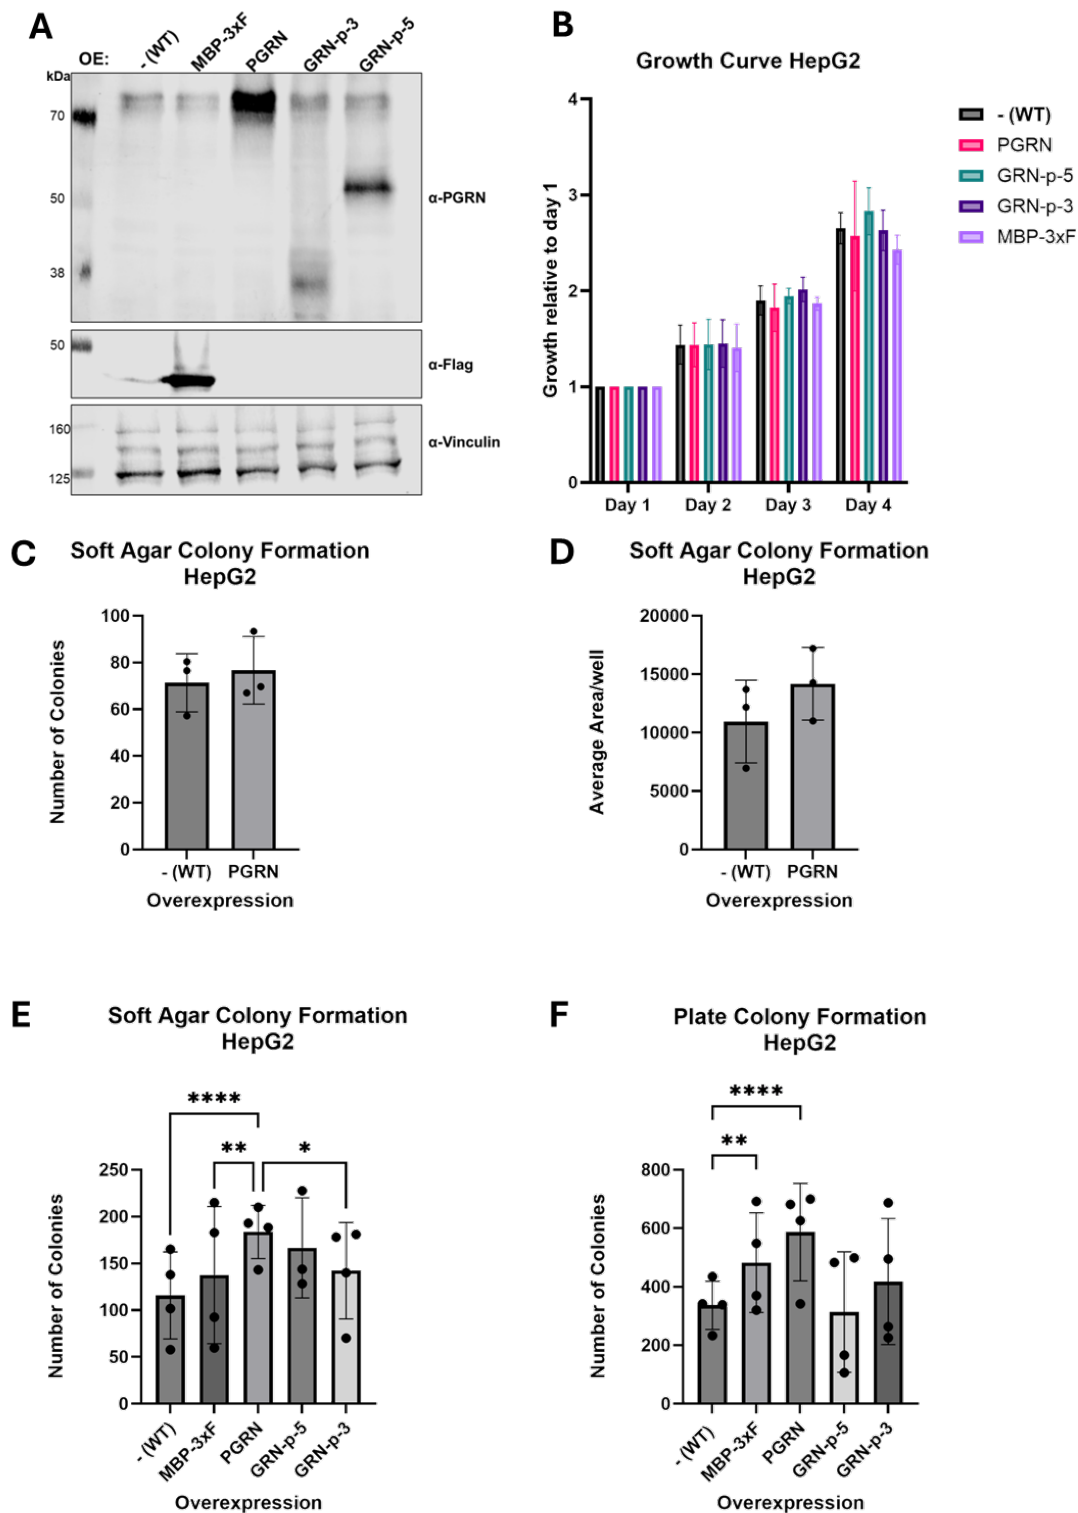 A
OE:
- (WT)
MBP-3xF
PGRN
GRN-p-3
GRN-p-5
kDa
70
50
38
α-PGRN
50
α-Flag
160
125
α-Vinculin
B
Growth Curve HepG2
Growth relative to day 1
4
3
2
1
0
Day 1
Day 2
Day 3
Day 4
- (WT)
PGRN
GRN-p-5
GRN-p-3
MBP-3xF
C
Soft Agar Colony Formation
HepG2
Number of Colonies
100
80
60
40
20
0
- (WT)
PGRN
Overexpression
D
Soft Agar Colony Formation
HepG2
Average Area/well
20000
15000
10000
5000
0
- (WT)
PGRN
Overexpression
E
Soft Agar Colony Formation
HepG2
****
**
*
Number of Colonies
250
200
150
100
50
0
- (WT)
MBP-3xF
PGRN
GRN-p-5
GRN-p-3
Overexpression
F
Plate Colony Formation
HepG2
****
**
Number of Colonies
800
600
400
200
0
- (WT)
MBP-3xF
PGRN
GRN-p-5
GRN-p-3
Overexpression